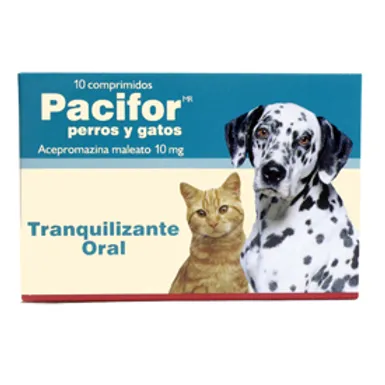 10 comprimidos
Pacifor MR
perros y gatos
Acepromazina maleato 10 mg
Tranquilizante
Oral